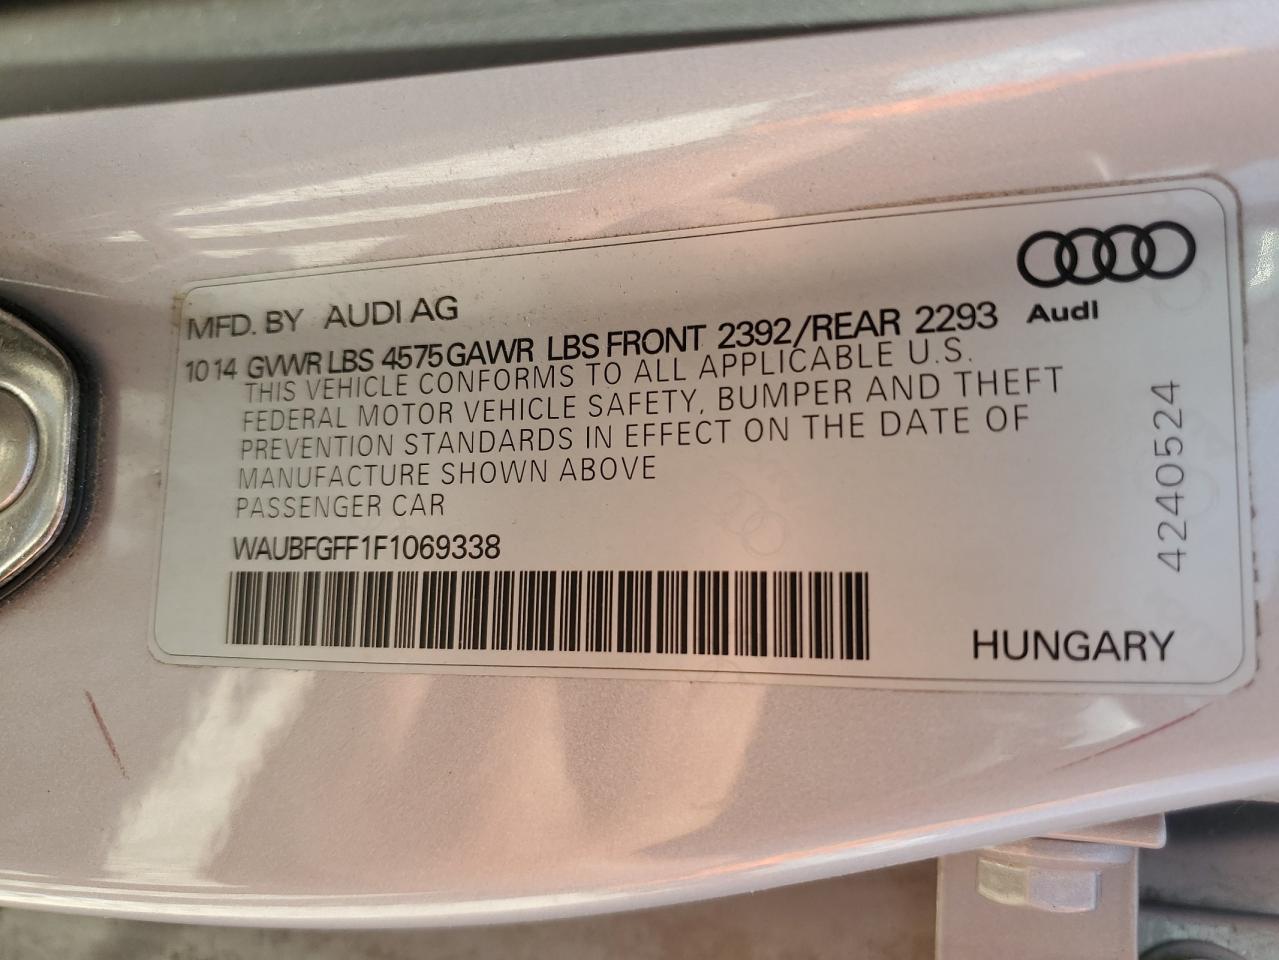 MFD. BY AUDI AG
Audi
10 14 GVWR LBS 4575 GAWR LBS FRONT 2392/REAR 2293
THIS VEHICLE CONFORMS TO ALL APPLICABLE U.S.
FEDERAL MOTOR VEHICLE SAFETY, BUMPER AND THEFT
PREVENTION STANDARDS IN EFFECT ON THE DATE OF
MANUFACTURE SHOWN ABOVE
PASSENGER CAR
WAUBFGFF1F1069338
4240524
HUNGARY